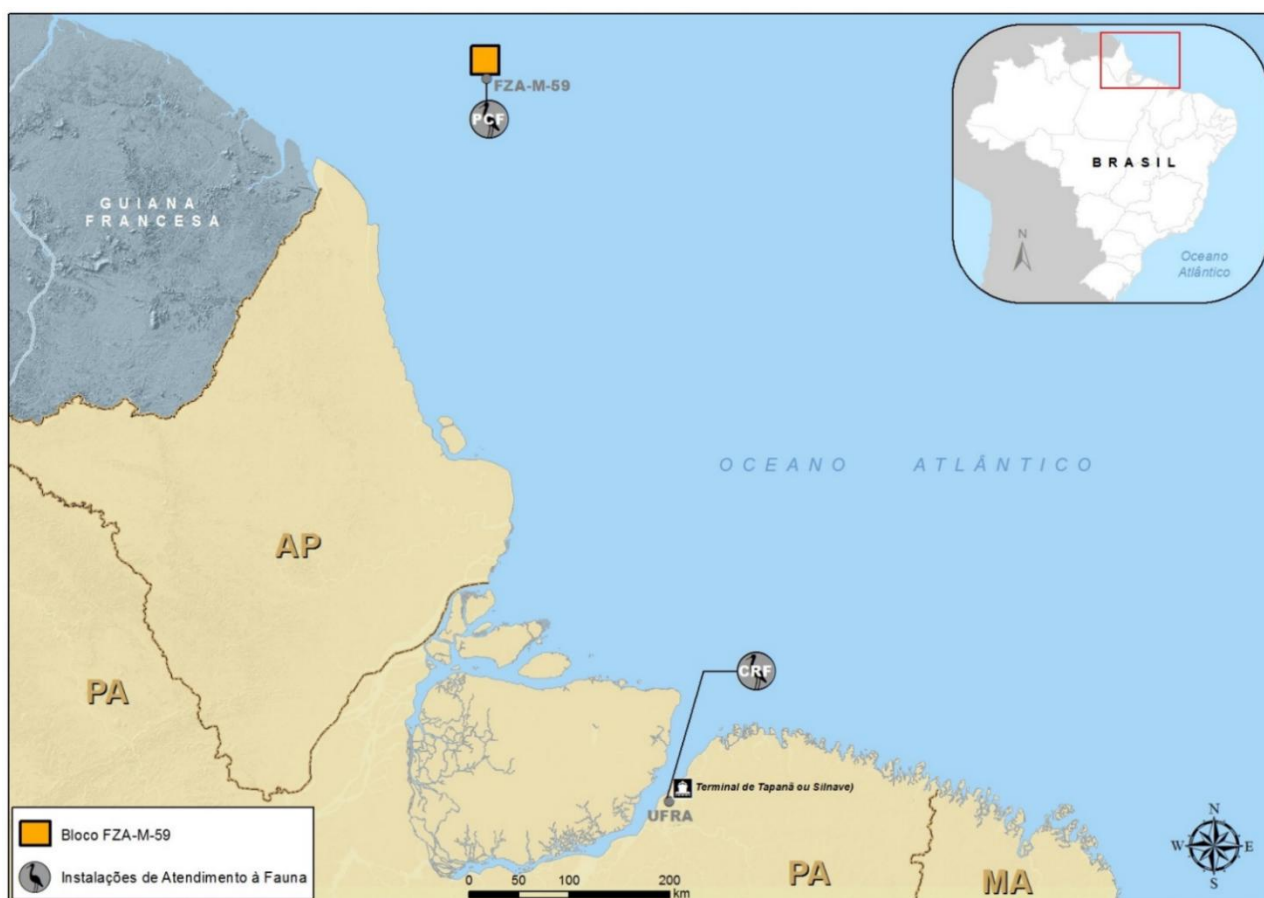 FZA-M-59
PCF
GUIANA
FRANCESA
BRASIL
N
Oceano
Atlântico
OCEANO ATLÂNTICO
AP
PA
CRF
Terminal de Tapanã ou Silnave)
UFRA
PA
MA
N
W E
S
Bloco FZA-M-59
Instalações de Atendimento à Fauna
0 50 100 200
km